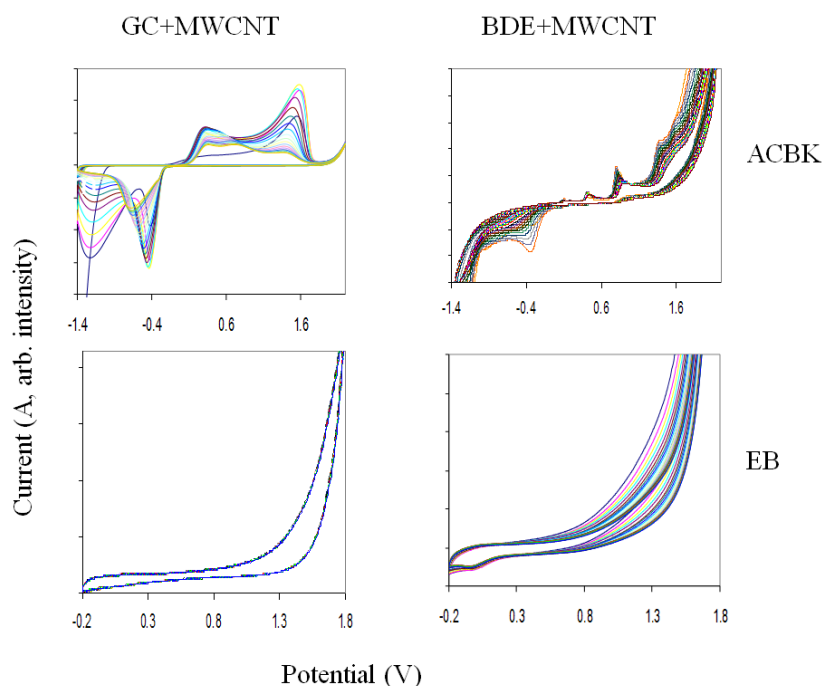 GC+MWCNT BDE+MWCNT
ACBK
-1.4 -0.4 0.6 1.6 -1.4 -0.4 0.6 1.6
Current (A, arb. intensity)
EB
-0.2 0.3 0.8 1.3 1.8 -0.2 0.3 0.8 1.3 1.8
Potential (V)